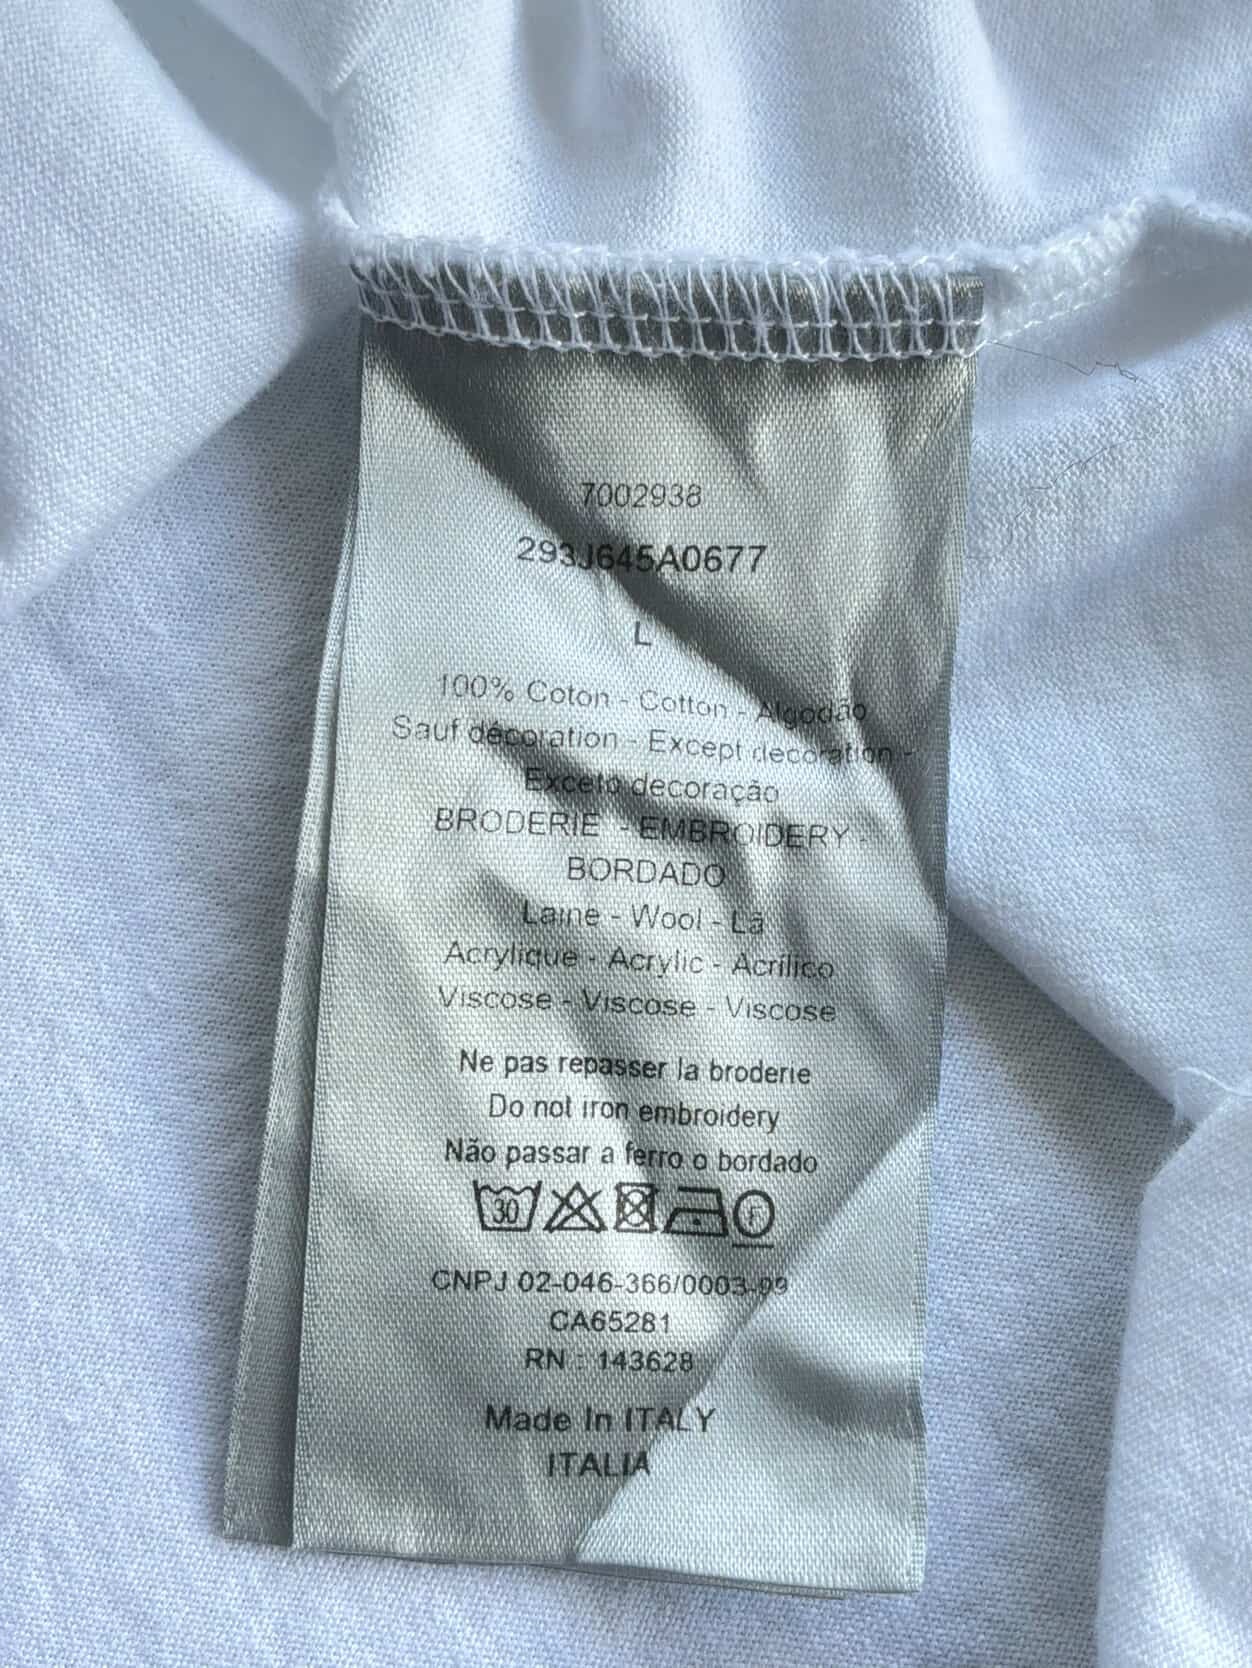 7002938
293J645A0677
L
100% Coton - Cotton - Algodão
Sauf décoration - Except decoration -
Exceto decoração
BRODERIE - EMBROIDERY -
BORDADO
Laine - Wool - Lã
Acrylique - Acrylic - Acrílico
Viscose - Viscose - Viscose
Ne pas repasser la broderie
Do not iron embroidery
Não passar a ferro o bordado
30 F
CNPJ 02-046-366/0003-99
CA65281
RN : 143628
Made In ITALY
ITALIA